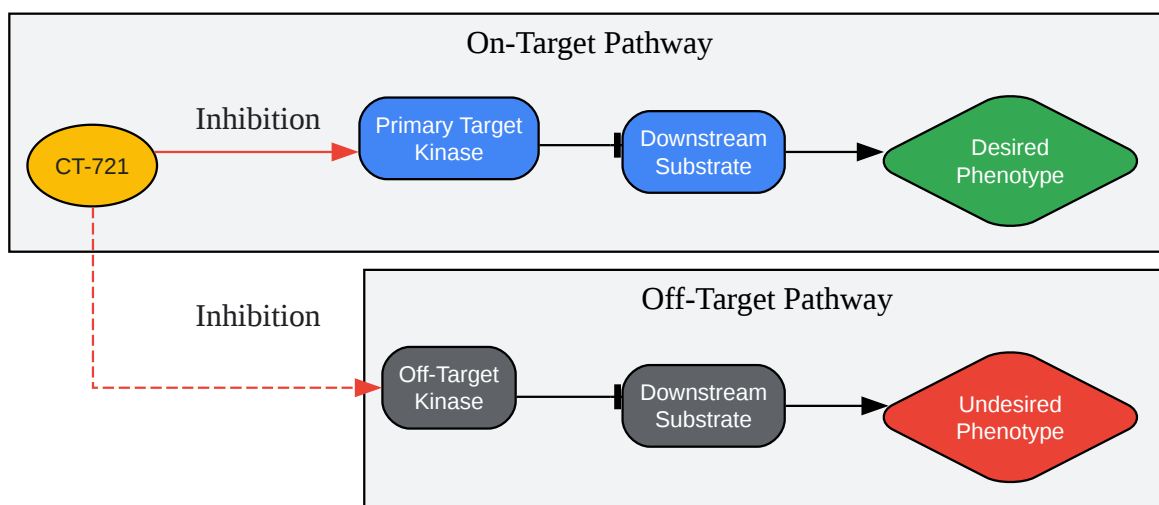 On-Target Pathway
Inhibition
CT-721
Primary Target
Kinase
Downstream
Substrate
Desired
Phenotype
Off-Target Pathway
Inhibition
Off-Target
Kinase
Downstream
Substrate
Undesired
Phenotype